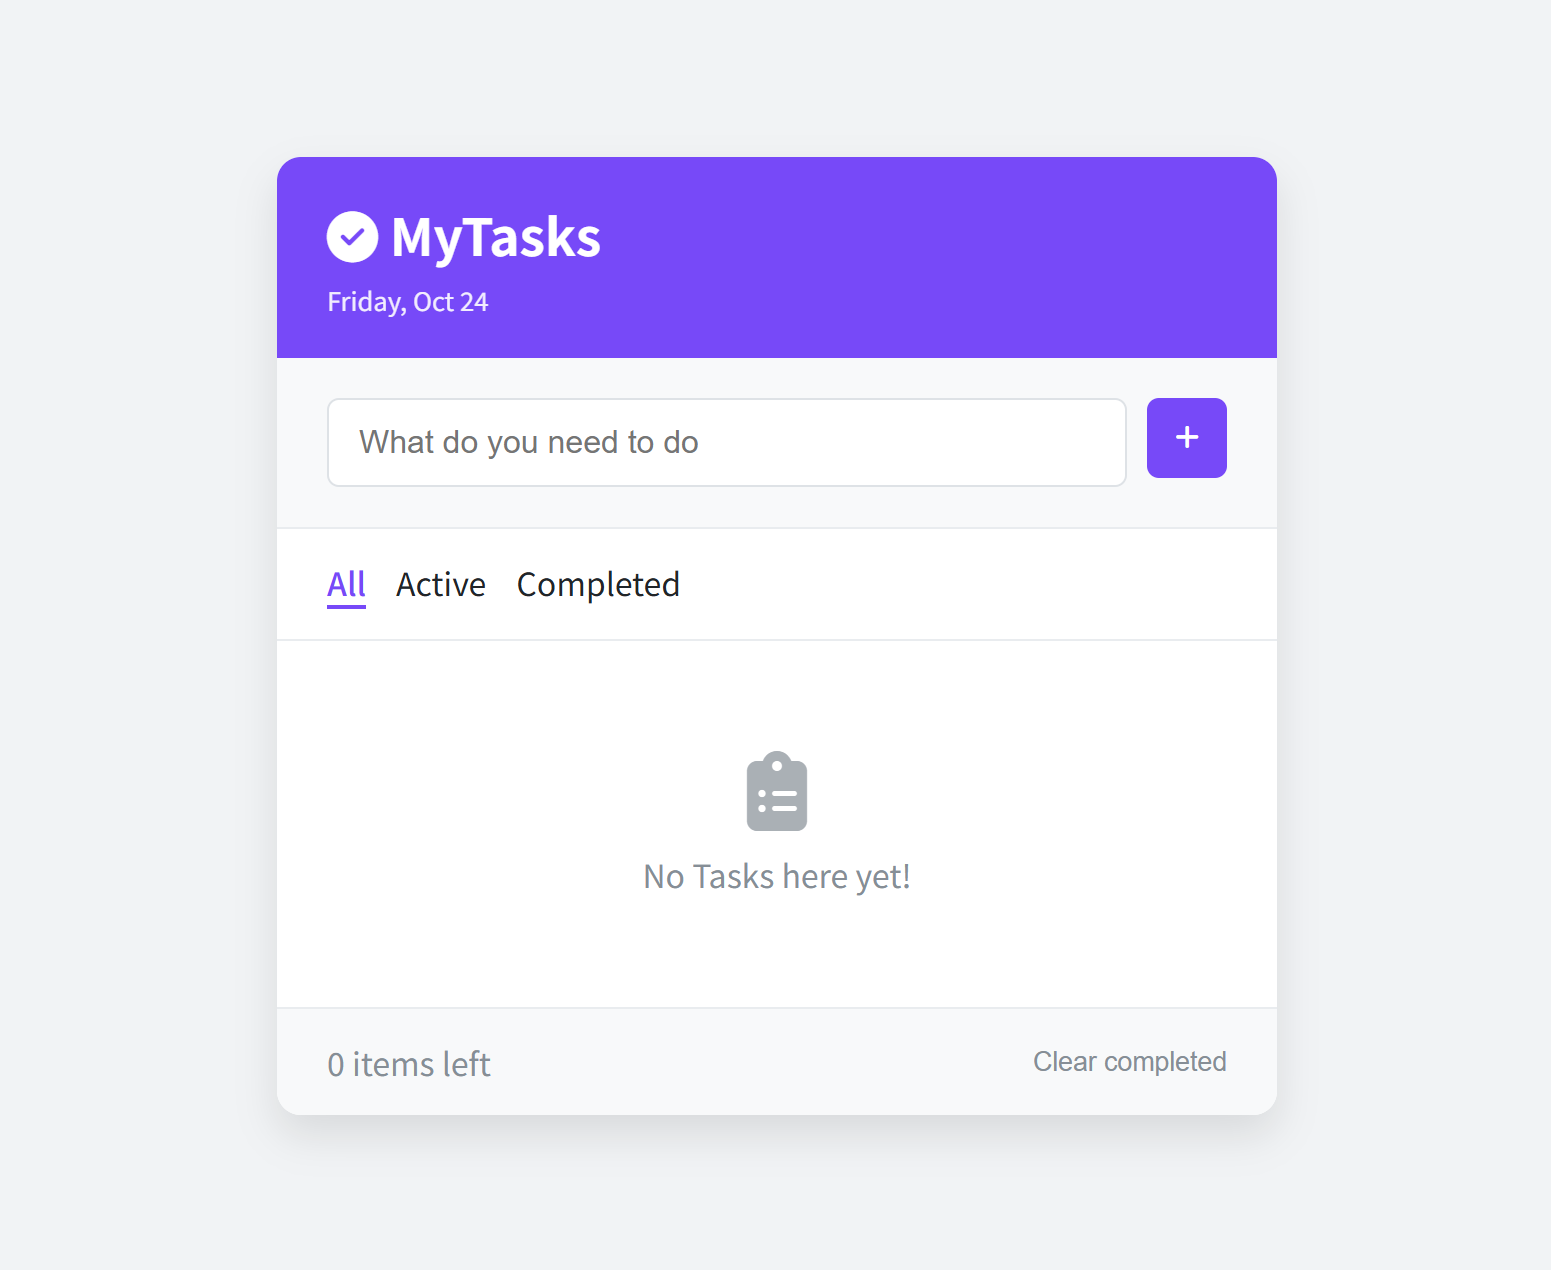 MyTasks
Friday, Oct 24
What do you need to do
+
All Active Completed
No Tasks here yet!
0 items left Clear completed